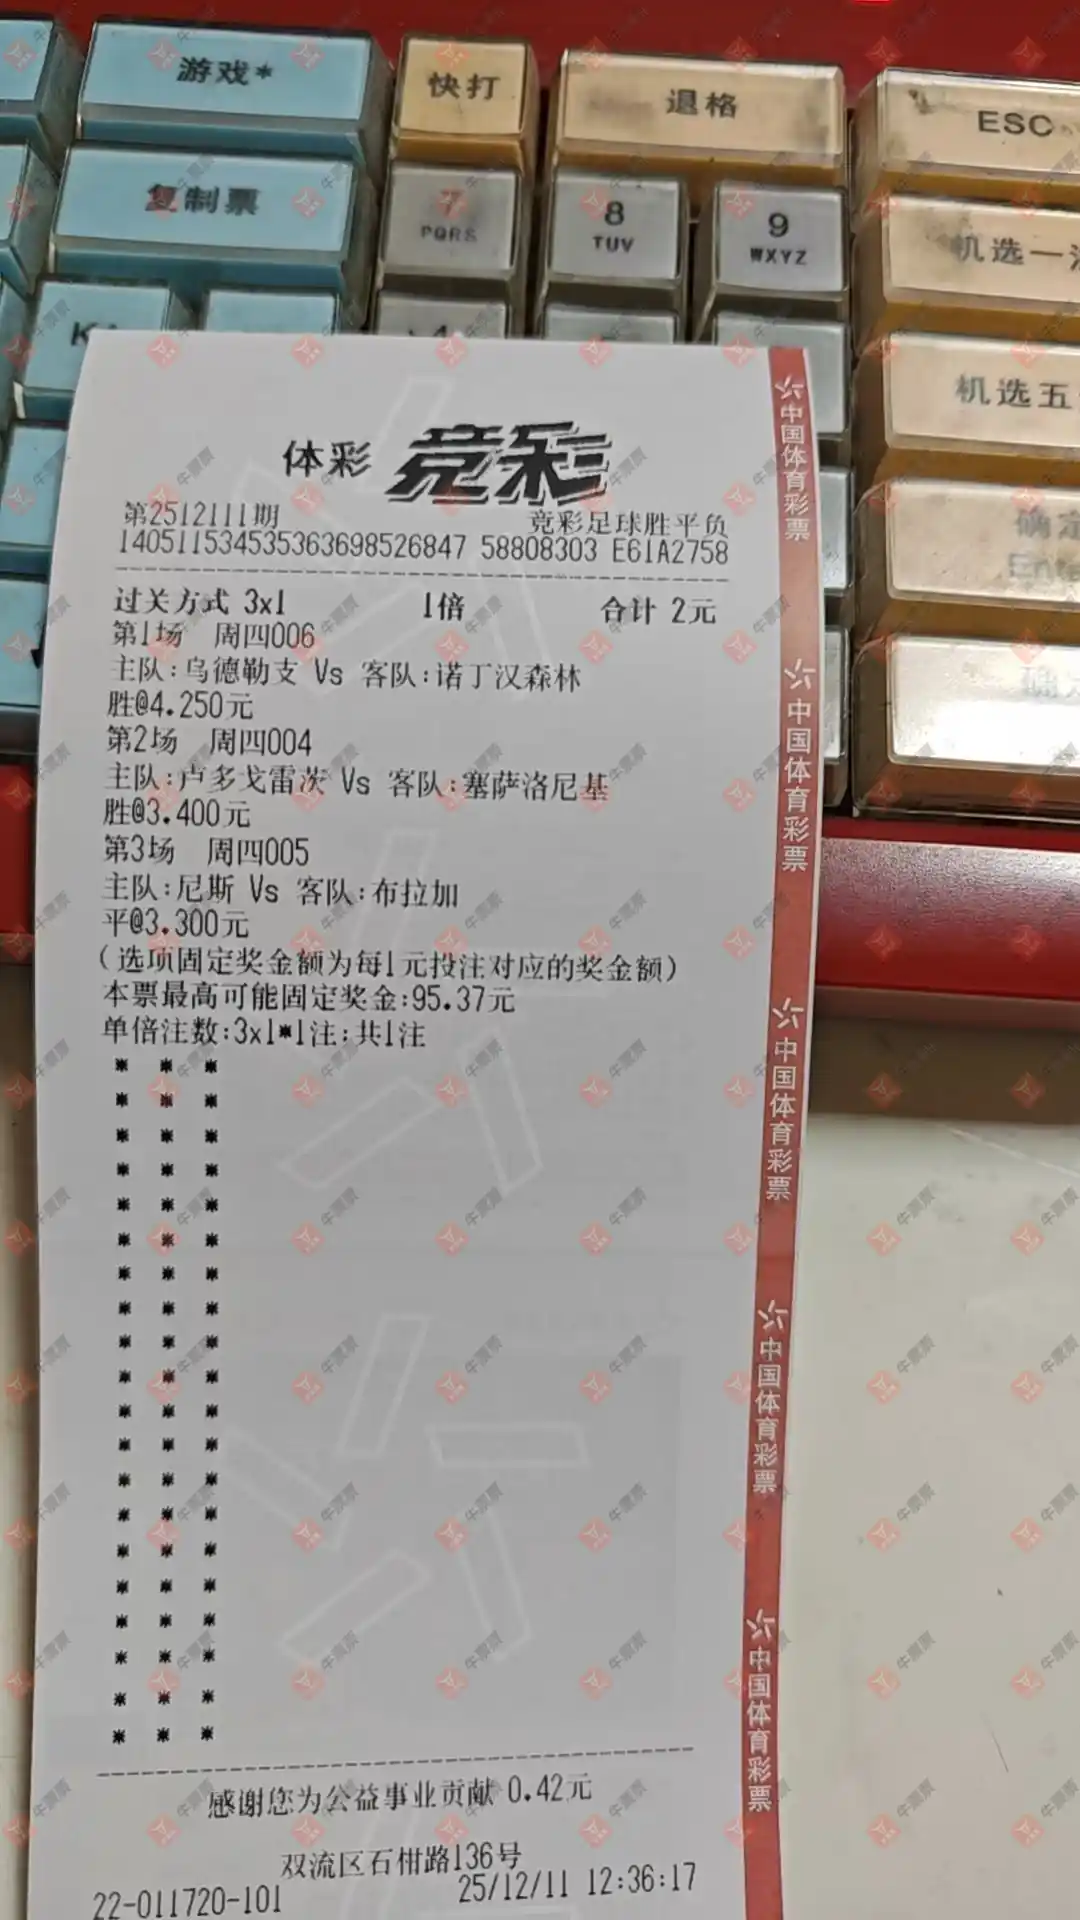 游戏* 快打 退格 ESC
复制票 7 PQRS 8 TUV 9 WXYZ 机选一注
机选五
体彩 竞彩
第2512111期 竞彩足球胜平负
140511534535363698526847 58808303 E61A2758
过关方式 3x1 1倍 合计 2元
第1场 周四006
主队:乌德勒支 Vs 客队:诺丁汉森林
胜@4.250元
第2场 周四004
主队:卢多戈雷茨 Vs 客队:塞萨洛尼基
胜@3.400元
第3场 周四005
主队:尼斯 Vs 客队:布拉加
平@3.300元
(选项固定奖金额为每1元投注对应的奖金额)
本票最高可能固定奖金:95.37元
单倍注数:3x1*1注:共1注
感谢您为公益事业贡献 0.42元
双流区石柑路136号
22-011720-101 25/12/11 12:36:17
中国体育彩票
中国体育彩票
中国体育彩票
中国体育彩票
中国体育彩票
牛票票